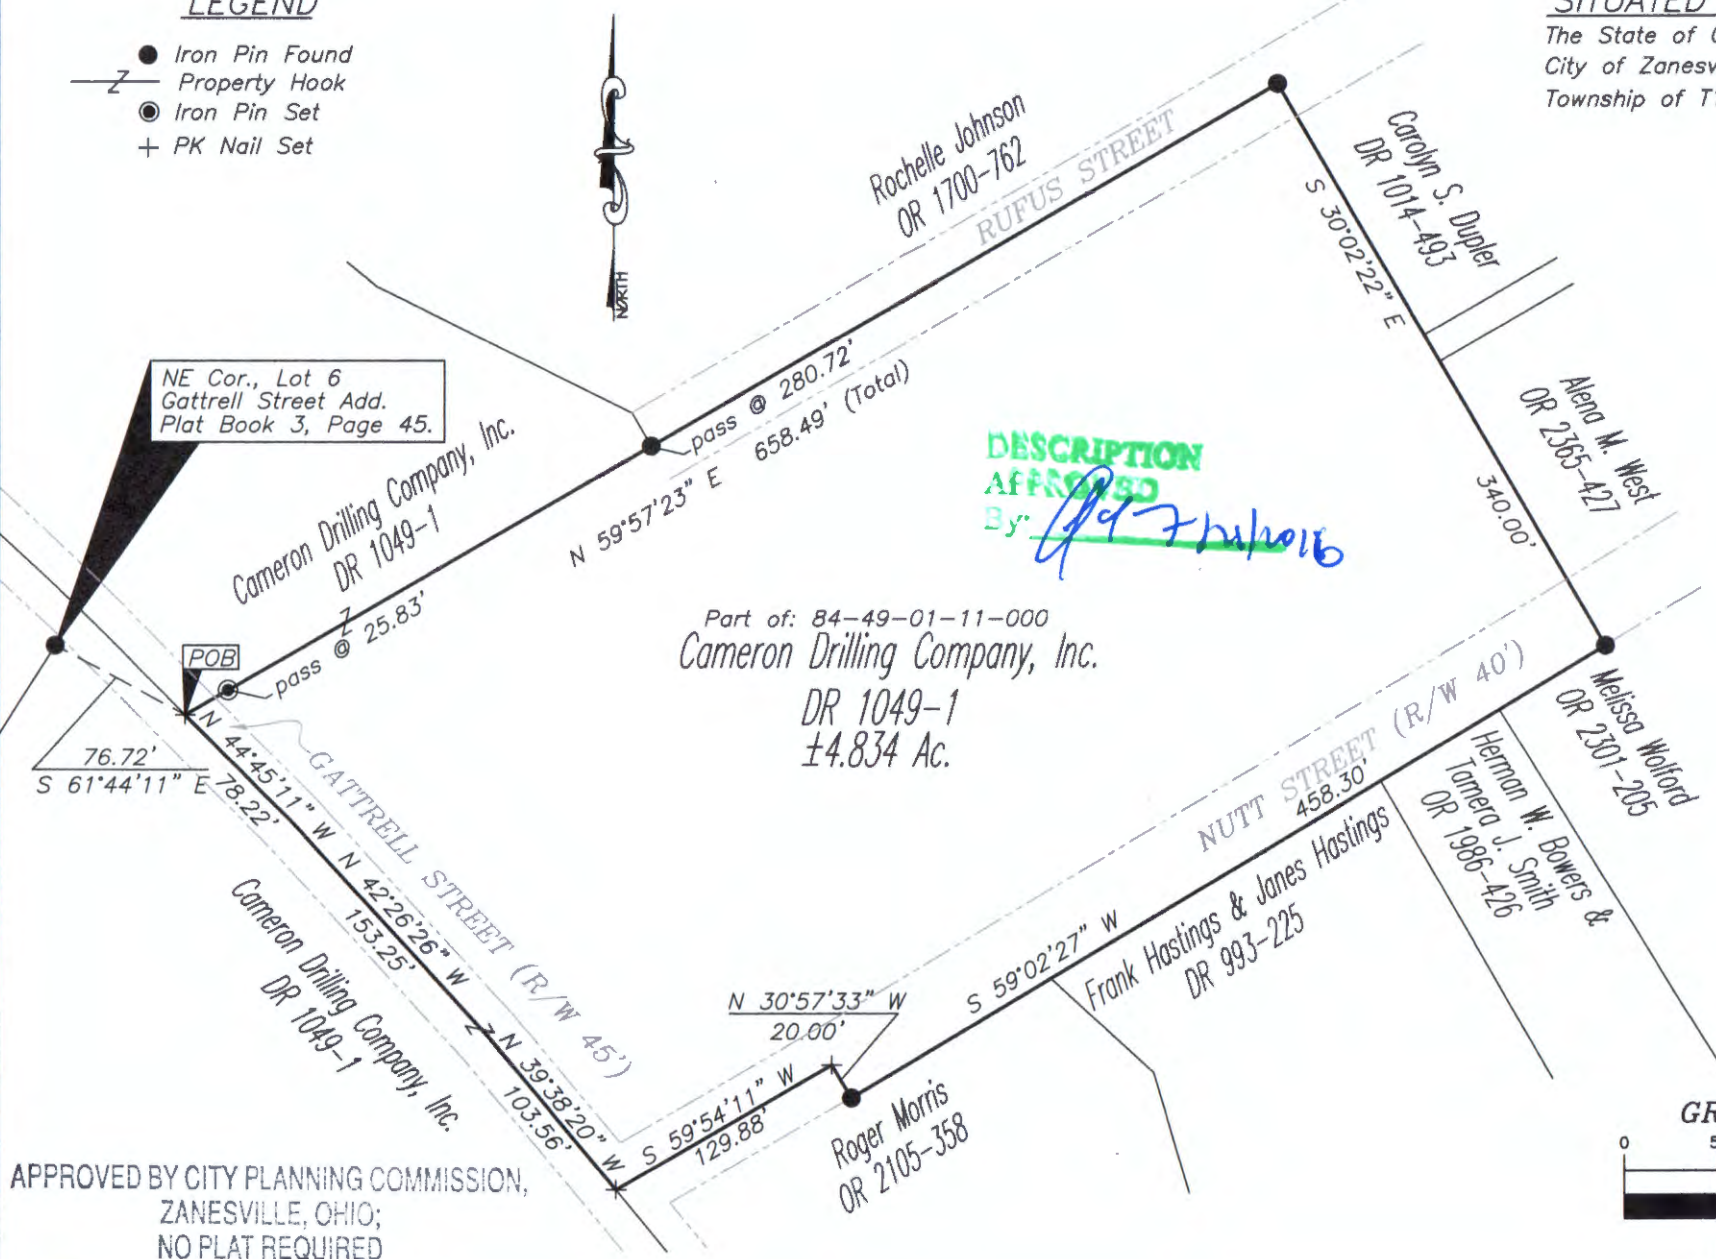 LEGEND
Iron Pin Found
Z Property Hook
Iron Pin Set
PK Nail Set
NORTH
SITUATED
The State of
City of
Township of
Rochelle Johnson
OR 1700-762
RUFUS STREET
Carolyn S. Dupler
DR 1014-493
S 30°02'22" E
340.00'
Alena M. West
OR 2365-427
NE Cor., Lot 6
Gattrell Street Add.
Plat Book 3, Page 45.
Cameron Drilling Company, Inc.
DR 1049-1
pass @ 280.72'
N 59°57'23" E 658.49' (Total)
Z
pass @ 25.83'
DESCRIPTION
APPROVED
By:
POB
76.72'
S 61°44'11" E
Part of: 84-49-01-11-000
Cameron Drilling Company, Inc.
DR 1049-1
±4.834 Ac.
N 44°45'11" W
78.22'
GATTRELL STREET (R/W 45')
N 42°26'26" W
153.25'
Z
N 39°38'20" W
103.56'
Cameron Drilling Company, Inc.
DR 1049-1
NUTT STREET (R/W 40')
458.30'
S 59°02'27" W
Melissa Wolford
OR 2301-205
Herman W. Bowers &
Tamera J. Smith
OR 1986-426
Frank Hastings & Janes Hastings
DR 993-225
N 30°57'33" W
20.00'
S 59°54'11" W
129.88'
Roger Morris
OR 2105-358
APPROVED BY CITY PLANNING COMMISSION,
ZANESVILLE, OHIO;
NO PLAT REQUIRED
0